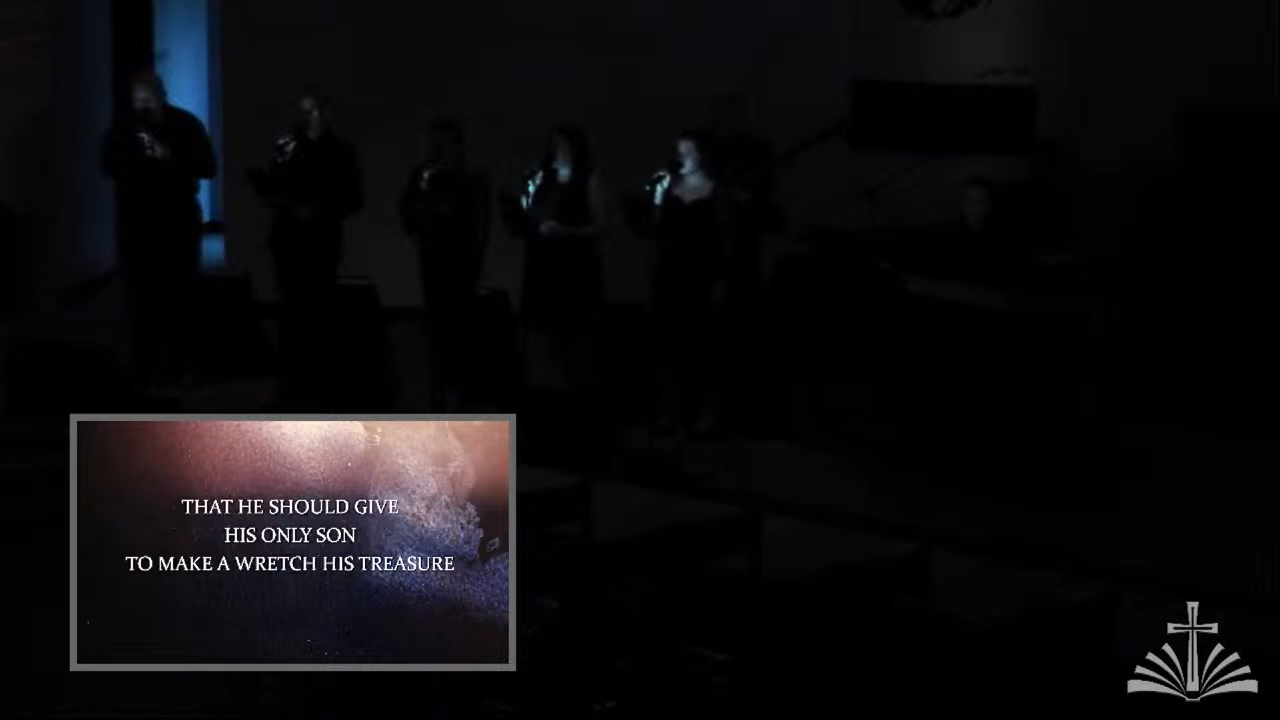 THAT HE SHOULD GIVE
HIS ONLY SON
TO MAKE A WRETCH HIS TREASURE